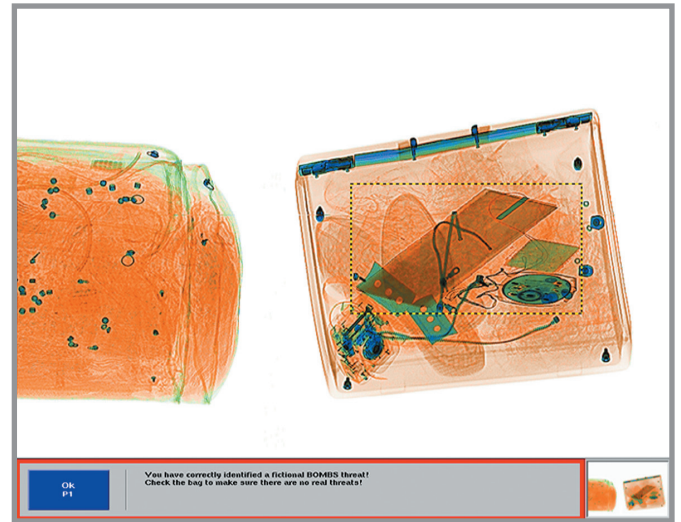 Ok
P1
You have correctly identified a fictional BOMBS threat!
Check the bag to make sure there are no real threats!